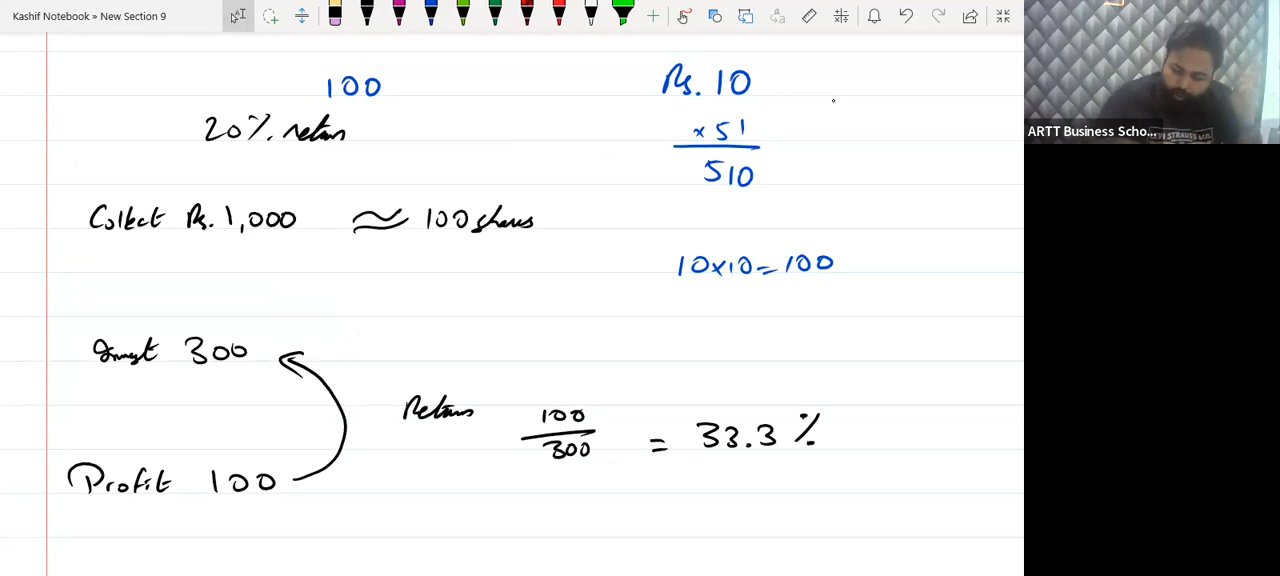 Kashif Notebook » New Section 9
100
20% return
Rs. 10
× 51
510
Collect Rs. 1,000 ≈ 100 shares
10×10=100
Invest 300
Return 100/300 = 33.3 %
Profit 100
ARTT Business Scho...